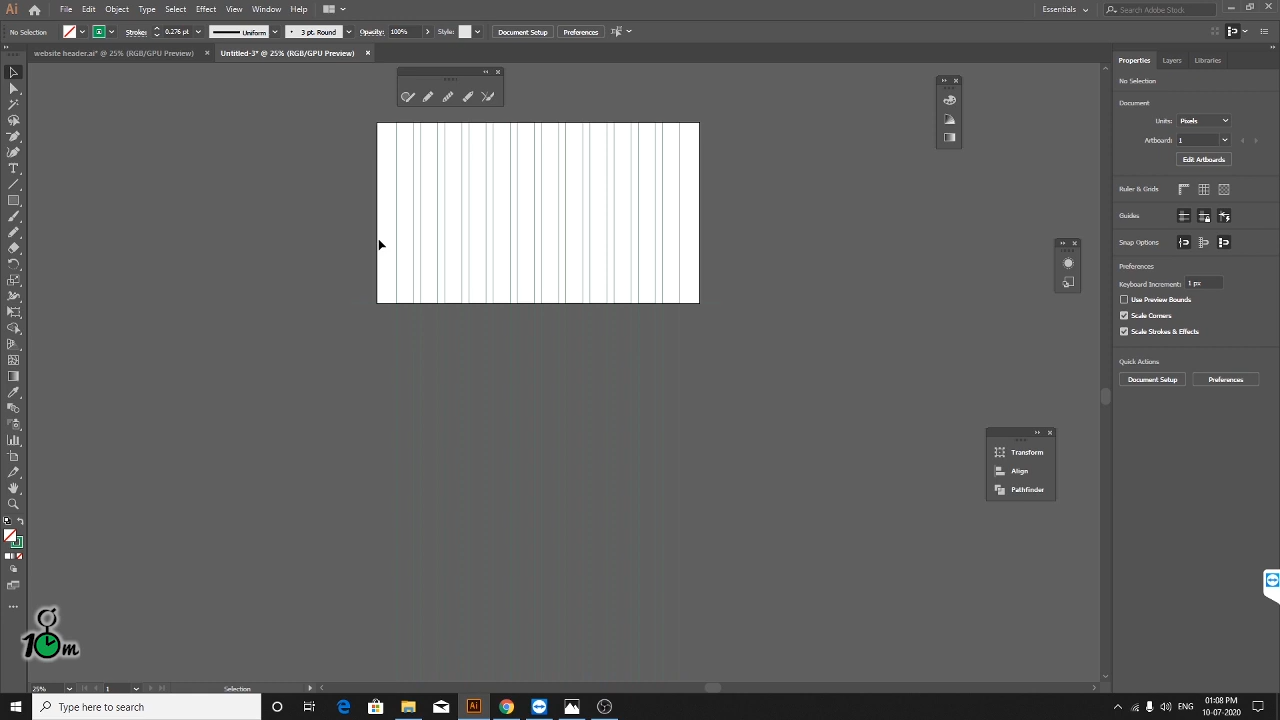 Ai File Edit Object Type Select Effect View Window Help Essentials Search Adobe Stock
No Selection Stroke: 0.276 pt Uniform 3 pt. Round Opacity: 100% Style: Document Setup Preferences
website header.ai* @ 25% (RGB/GPU Preview) Untitled-3* @ 25% (RGB/GPU Preview)
Properties Layers Libraries
No Selection
Document
Units: Pixels
Artboard: 1
Edit Artboards
Ruler & Grids
Guides
Snap Options
Preferences
Keyboard Increment: 1 px
Use Preview Bounds
Scale Corners
Scale Strokes & Effects
Quick Actions
Document Setup Preferences
Transform
Align
Pathfinder
10m
25% 1 Selection
Type here to search
Ai
ENG
01:08 PM
10-07-2020